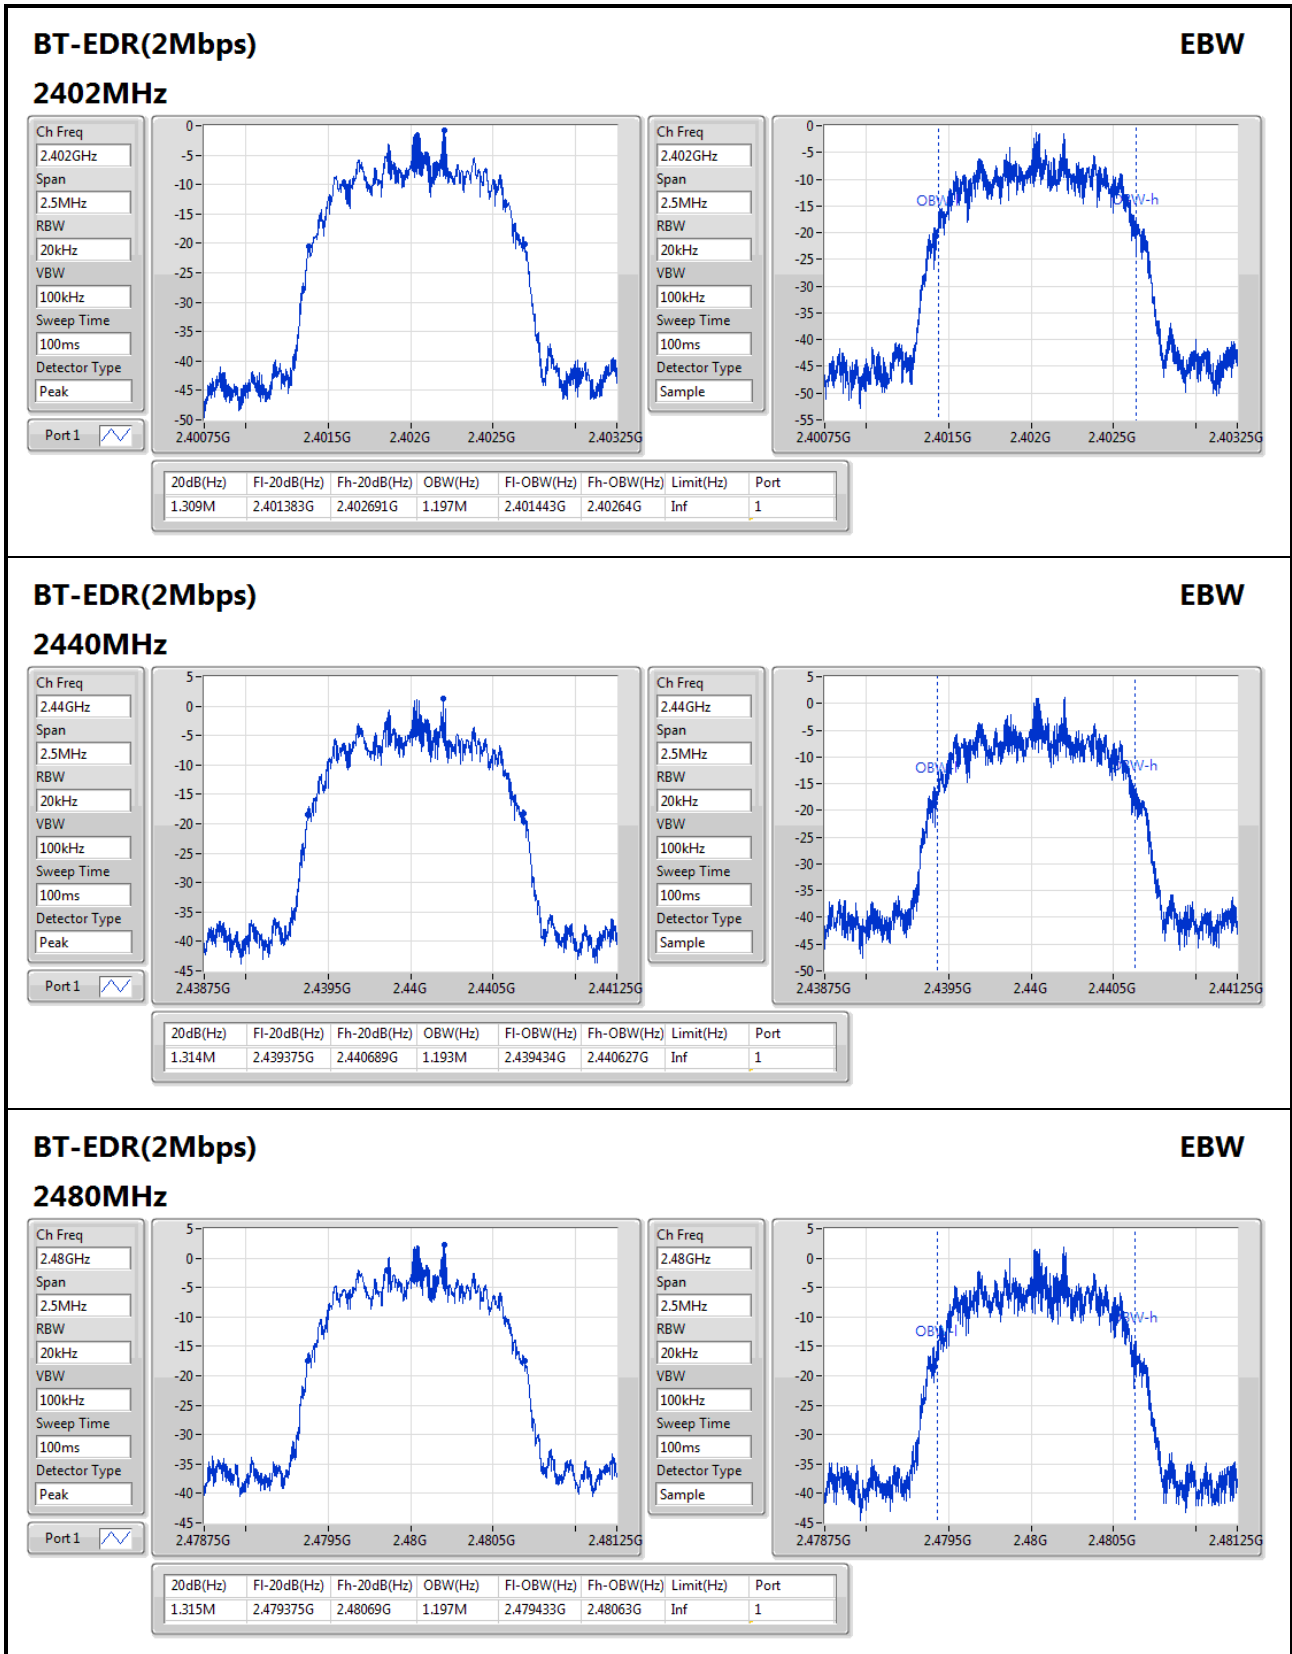 BT-EDR(2Mbps) EBW
2402MHz
Ch Freq
2.402GHz
Span
2.5MHz
RBW
20kHz
VBW
100kHz
Sweep Time
100ms
Detector Type
Peak
Port 1
0
-5
-10
-15
-20
-25
-30
-35
-40
-45
-50
2.40075G 2.4015G 2.402G 2.4025G 2.40325G
Ch Freq
2.402GHz
Span
2.5MHz
RBW
20kHz
VBW
100kHz
Sweep Time
100ms
Detector Type
Sample
0
-5
-10
-15
-20
-25
-30
-35
-40
-45
-50
-55
OBW-l OBW-h
2.40075G 2.4015G 2.402G 2.4025G 2.40325G
20dB(Hz) Fl-20dB(Hz) Fh-20dB(Hz) OBW(Hz) Fl-OBW(Hz) Fh-OBW(Hz) Limit(Hz) Port
1.309M 2.401383G 2.402691G 1.197M 2.401443G 2.40264G Inf 1
BT-EDR(2Mbps) EBW
2440MHz
Ch Freq
2.44GHz
Span
2.5MHz
RBW
20kHz
VBW
100kHz
Sweep Time
100ms
Detector Type
Peak
Port 1
5
0
-5
-10
-15
-20
-25
-30
-35
-40
-45
2.43875G 2.4395G 2.44G 2.4405G 2.44125G
Ch Freq
2.44GHz
Span
2.5MHz
RBW
20kHz
VBW
100kHz
Sweep Time
100ms
Detector Type
Sample
5
0
-5
-10
-15
-20
-25
-30
-35
-40
-45
-50
OBW-l OBW-h
2.43875G 2.4395G 2.44G 2.4405G 2.44125G
20dB(Hz) Fl-20dB(Hz) Fh-20dB(Hz) OBW(Hz) Fl-OBW(Hz) Fh-OBW(Hz) Limit(Hz) Port
1.314M 2.439375G 2.440689G 1.193M 2.439434G 2.440627G Inf 1
BT-EDR(2Mbps) EBW
2480MHz
Ch Freq
2.48GHz
Span
2.5MHz
RBW
20kHz
VBW
100kHz
Sweep Time
100ms
Detector Type
Peak
Port 1
5
0
-5
-10
-15
-20
-25
-30
-35
-40
-45
2.47875G 2.4795G 2.48G 2.4805G 2.48125G
Ch Freq
2.48GHz
Span
2.5MHz
RBW
20kHz
VBW
100kHz
Sweep Time
100ms
Detector Type
Sample
5
0
-5
-10
-15
-20
-25
-30
-35
-40
-45
OBW-l OBW-h
2.47875G 2.4795G 2.48G 2.4805G 2.48125G
20dB(Hz) Fl-20dB(Hz) Fh-20dB(Hz) OBW(Hz) Fl-OBW(Hz) Fh-OBW(Hz) Limit(Hz) Port
1.315M 2.479375G 2.48069G 1.197M 2.479433G 2.48063G Inf 1